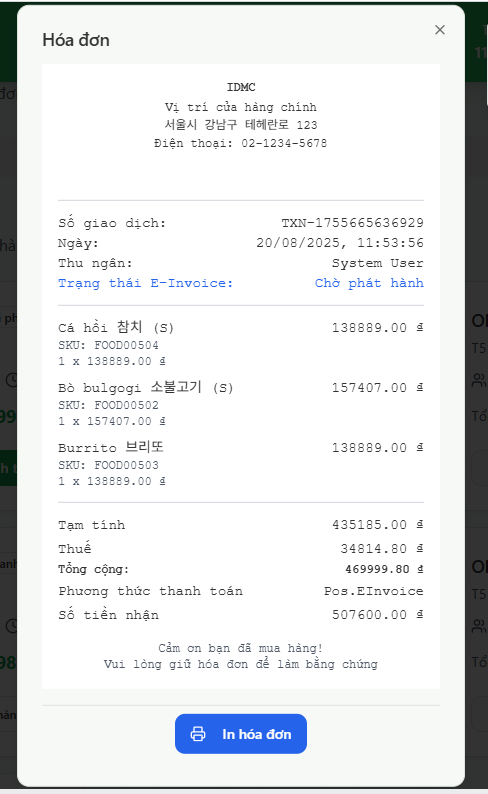 Hóa đơn
IDMC
Vị trí cửa hàng chính
서울시 강남구 테헤란로 123
Điện thoại: 02-1234-5678
Số giao dịch: TXN-1755665636929
Ngày: 20/08/2025, 11:53:56
Thu ngân: System User
Trạng thái E-Invoice: Chờ phát hành
Cá hồi 참치 (S) 138889.00 ₫
SKU: FOOD00504
1 x 138889.00 ₫
Bò bulgogi 소불고기 (S) 157407.00 ₫
SKU: FOOD00502
1 x 157407.00 ₫
Burrito 브리또 138889.00 ₫
SKU: FOOD00503
1 x 138889.00 ₫
Tạm tính 435185.00 ₫
Thuế 34814.80 ₫
Tổng cộng: 469999.80 ₫
Phương thức thanh toán Pos.EInvoice
Số tiền nhận 507600.00 ₫
Cảm ơn bạn đã mua hàng!
Vui lòng giữ hóa đơn để làm bằng chứng
In hóa đơn